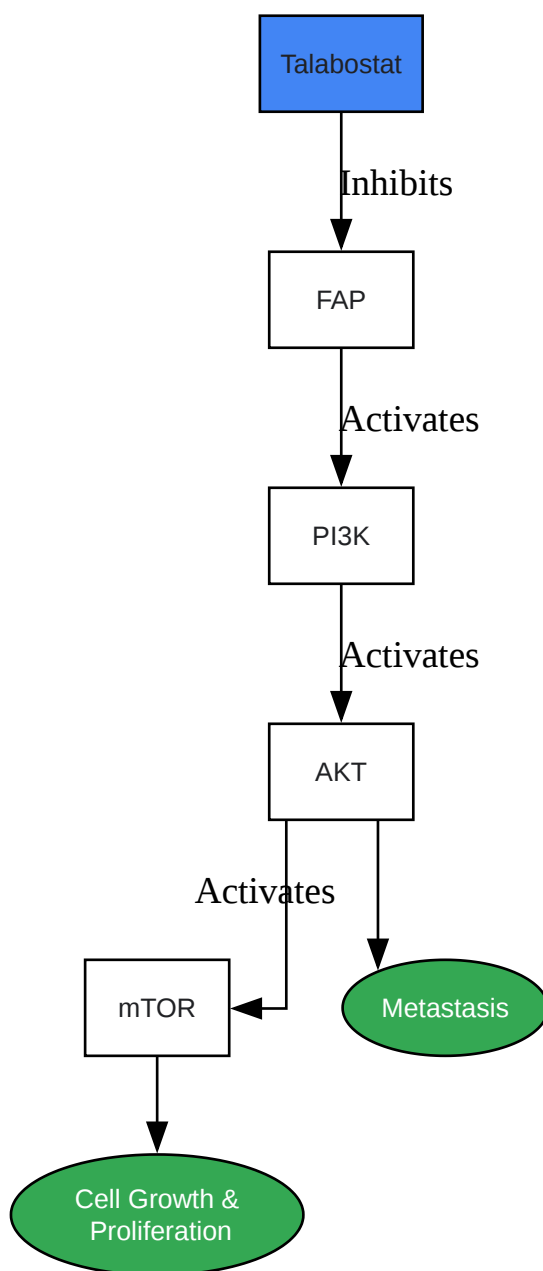 Talabostat
Inhibits
FAP
Activates
PI3K
Activates
AKT
Activates
mTOR
Metastasis
Cell Growth &
Proliferation